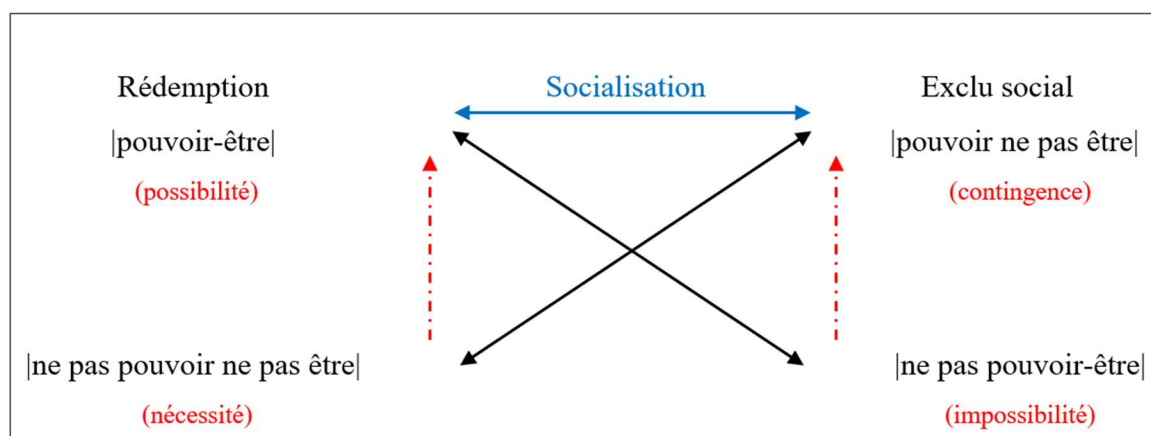 Rédemption
Socialisation
Exclu social
|pouvoir-être|
|pouvoir ne pas être|
(possibilité)
(contingence)
|ne pas pouvoir ne pas être|
|ne pas pouvoir-être|
(nécessité)
(impossibilité)